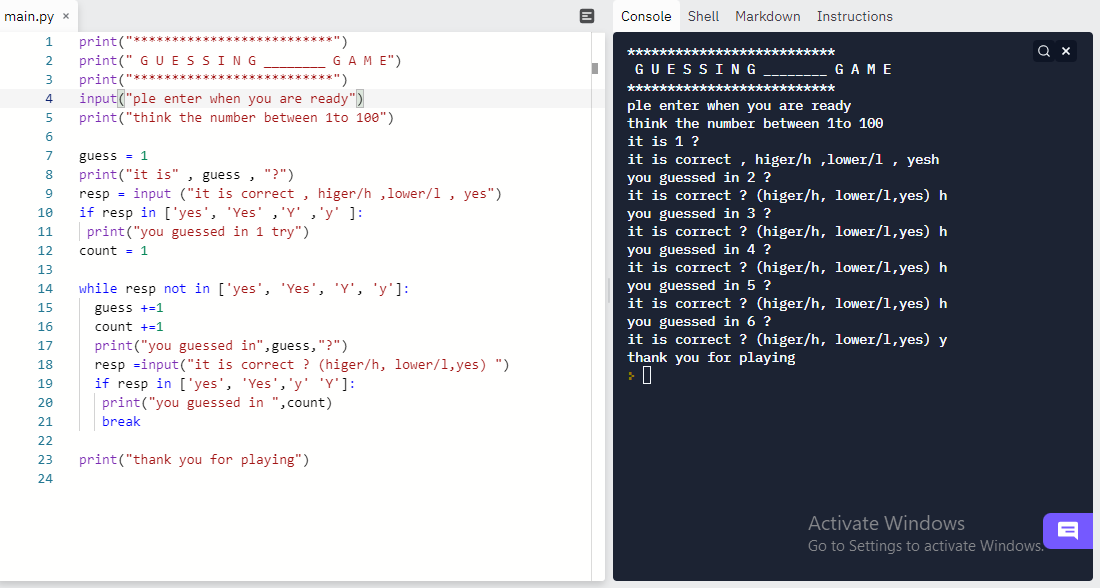 main.py ×
1 print("**************************")
2 print(" G U E S S I N G ________ G A M E")
3 print("**************************")
4 input("ple enter when you are ready")
5 print("think the number between 1to 100")
6
7 guess = 1
8 print("it is" , guess , "?")
9 resp = input ("it is correct , higer/h ,lower/l , yes")
10 if resp in ['yes', 'Yes' ,'Y' ,'y' ]:
11 print("you guessed in 1 try")
12 count = 1
13
14 while resp not in ['yes', 'Yes', 'Y', 'y']:
15 guess +=1
16 count +=1
17 print("you guessed in",guess,"?")
18 resp =input("it is correct ? (higer/h, lower/l,yes) ")
19 if resp in ['yes', 'Yes','y' 'Y']:
20 print("you guessed in ",count)
21 break
22
23 print("thank you for playing")
24
Console Shell Markdown Instructions
**************************
G U E S S I N G ________ G A M E
**************************
ple enter when you are ready
think the number between 1to 100
it is 1 ?
it is correct , higer/h ,lower/l , yesh
you guessed in 2 ?
it is correct ? (higer/h, lower/l,yes) h
you guessed in 3 ?
it is correct ? (higer/h, lower/l,yes) h
you guessed in 4 ?
it is correct ? (higer/h, lower/l,yes) h
you guessed in 5 ?
it is correct ? (higer/h, lower/l,yes) h
you guessed in 6 ?
it is correct ? (higer/h, lower/l,yes) y
thank you for playing
Activate Windows
Go to Settings to activate Windows.